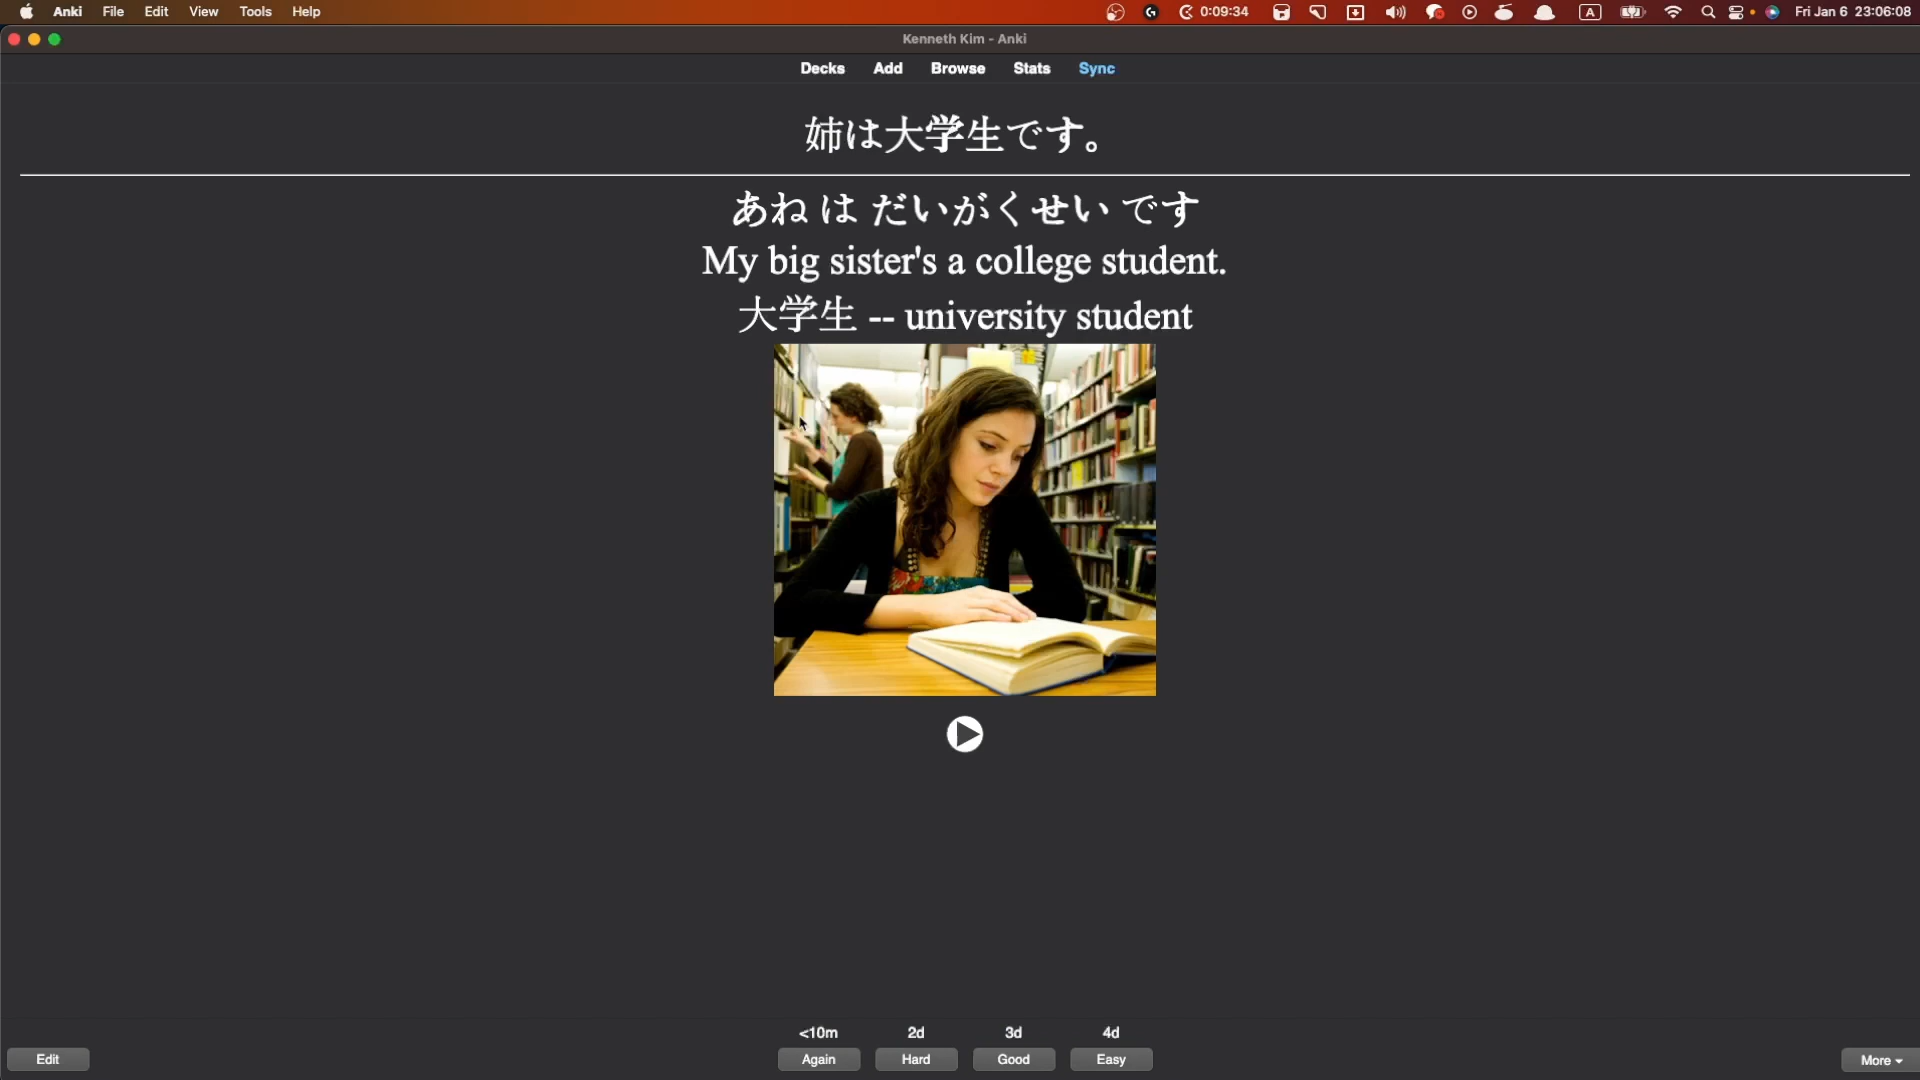 Anki File Edit View Tools Help 0:09:34 A Fri Jan 6 23:06:08
Kenneth Kim - Anki
Decks Add Browse Stats Sync
姉は大学生です。
あね は だいがくせい です
My big sister's a college student.
大学生 -- university student
<10m 2d 3d 4d
Edit Again Hard Good Easy More